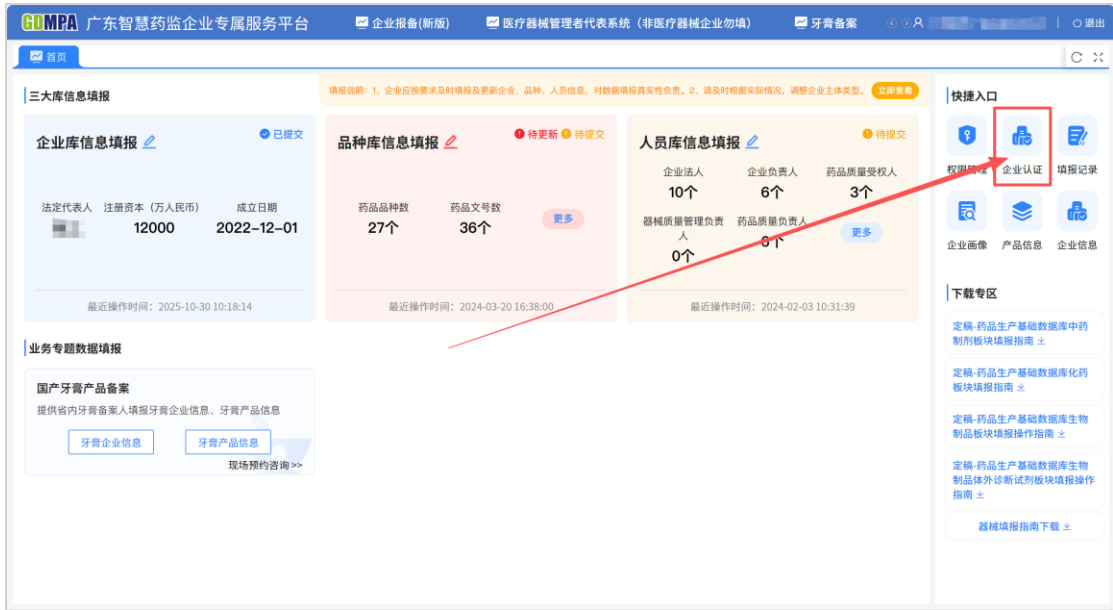 GDMPA 广东智慧药监企业专属服务平台
企业报备(新版)
医疗器械管理者代表系统（非医疗器械企业勿填）
牙膏备案
退出
首页
三大库信息填报
填报说明：1、企业应按要求及时填报及更新企业、品种、人员信息，对数据填报真实性负责。2、请及时根据实际情况，调整企业主体类型。
立即查看
企业库信息填报
已提交
法定代表人 注册资本（万人民币） 成立日期
12000 2022-12-01
最近操作时间：2025-10-30 10:18:14
品种库信息填报
待更新 待提交
药品品种数 药品文号数
27个 36个
更多
最近操作时间：2024-03-20 16:38:00
人员库信息填报
待提交
企业法人 企业负责人 药品质量受权人
10个 6个 3个
器械质量管理负责人 药品质量负责人
0个
更多
最近操作时间：2024-02-03 10:31:39
快捷入口
权限管理 企业认证 填报记录
企业画像 产品信息 企业信息
下载专区
定稿-药品生产基础数据库中药
制剂板块填报指南
定稿-药品生产基础数据库化药
板块填报指南
定稿-药品生产基础数据库生物
制品板块填报操作指南
定稿-药品生产基础数据库生物
制品体外诊断试剂板块填报操作
指南
器械填报指南下载
业务专题数据填报
国产牙膏产品备案
提供省内牙膏备案人填报牙膏企业信息、牙膏产品信息
牙膏企业信息 牙膏产品信息
现场预约咨询>>